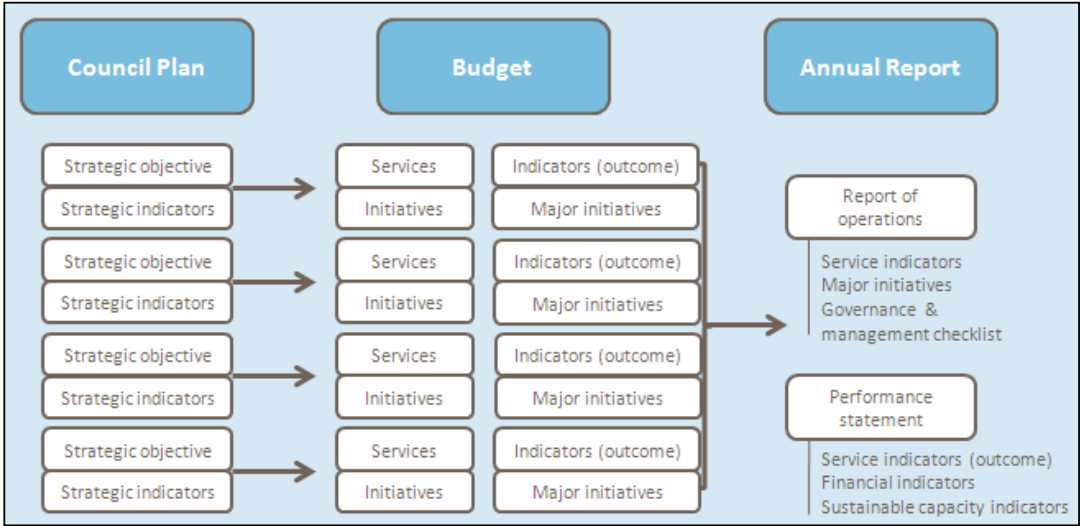 Council Plan
Budget
Annual Report
Strategic objective
Strategic indicators
Strategic objective
Strategic indicators
Strategic objective
Strategic indicators
Strategic objective
Strategic indicators
Services
Initiatives
Services
Initiatives
Services
Initiatives
Services
Initiatives
Indicators (outcome)
Major initiatives
Indicators (outcome)
Major initiatives
Indicators (outcome)
Major initiatives
Indicators (outcome)
Major initiatives
Report of
operations
Service indicators
Major initiatives
Governance &
management checklist
Performance
statement
Service indicators (outcome)
Financial indicators
Sustainable capacity indicators